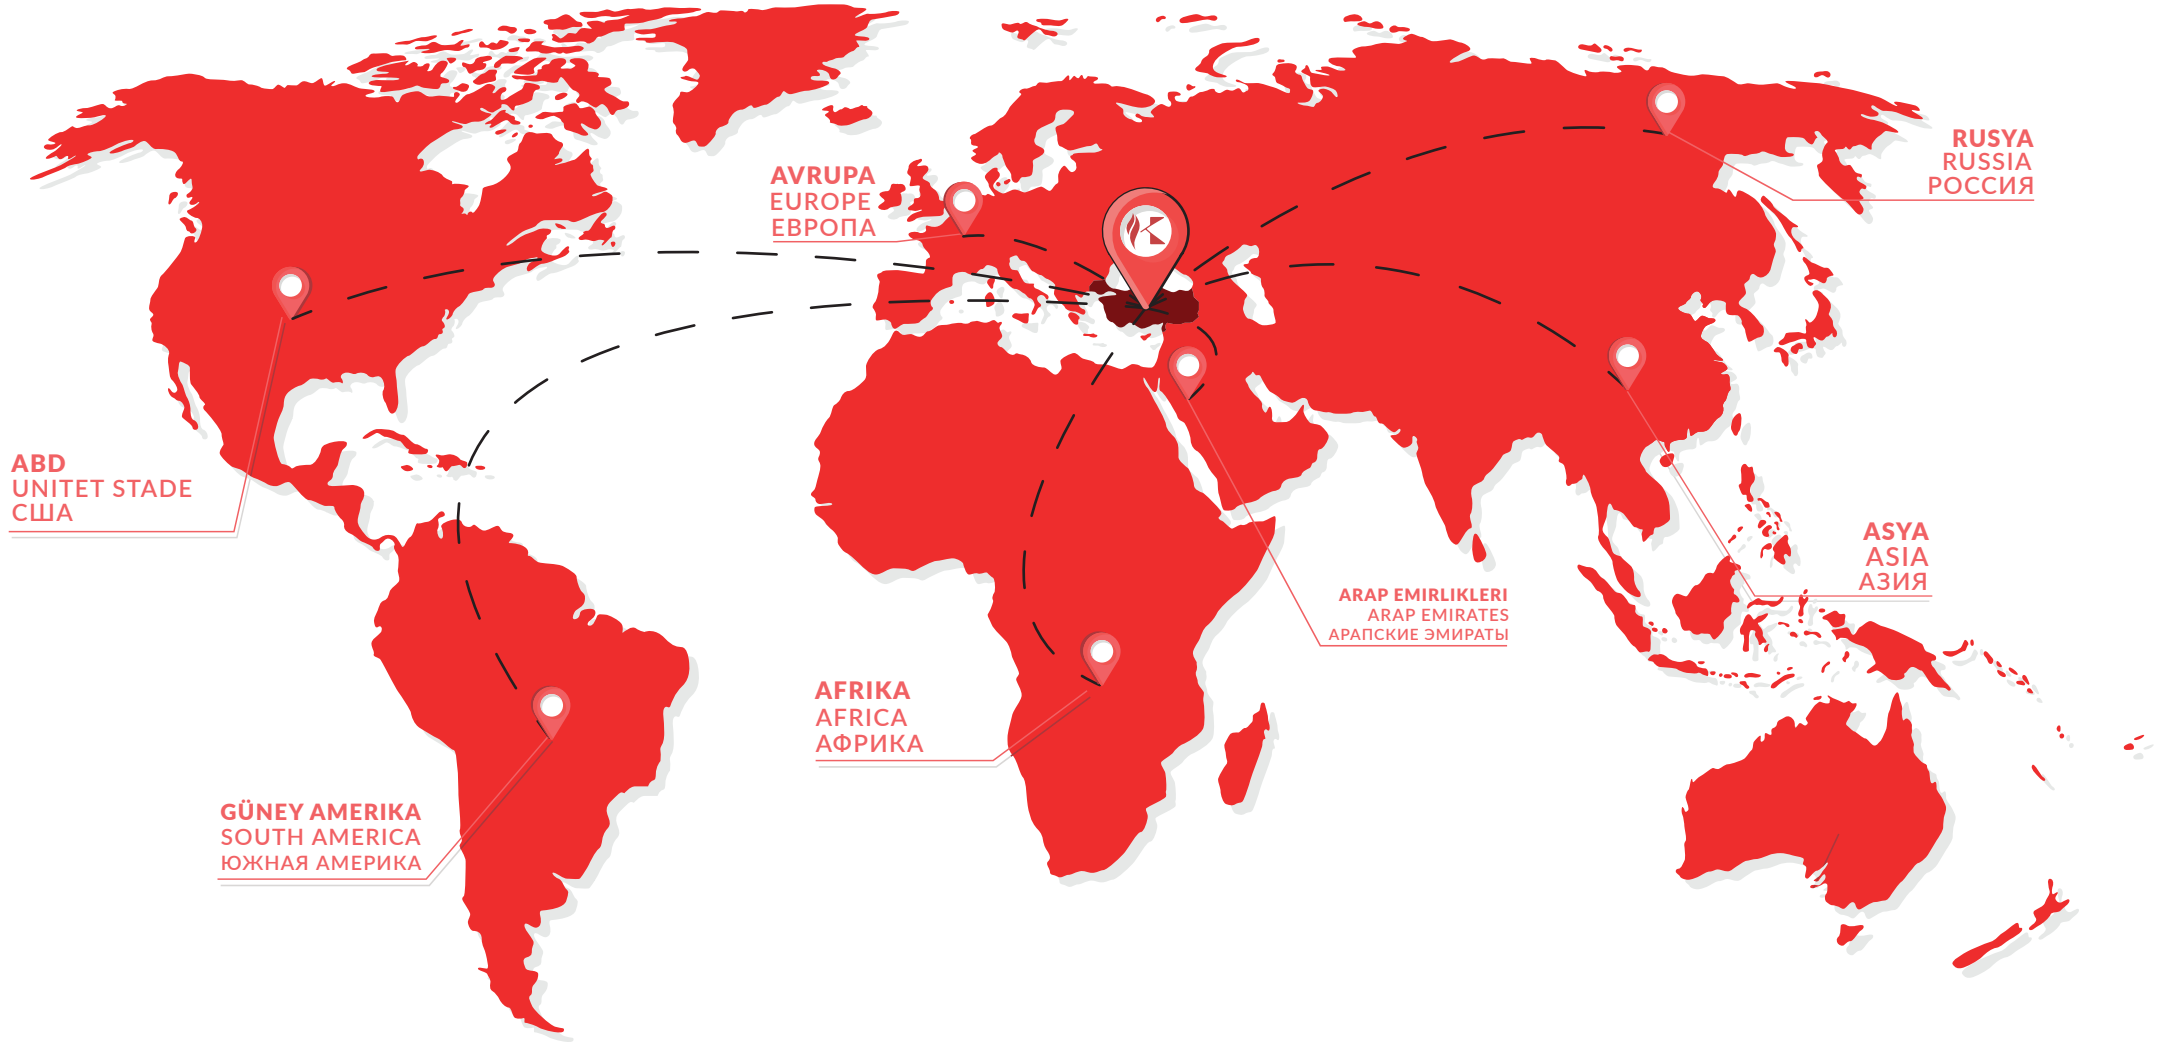 RUSYA
RUSSIA
РОССИЯ
AVRUPA
EUROPE
ЕВРОПА
ABD
UNITET STADE
США
ASYA
ASIA
АЗИЯ
ARAP EMIRLIKLERI
ARAP EMIRATES
АРАПСКИЕ ЭМИРАТЫ
AFRIKA
AFRICA
АФРИКА
GÜNEY AMERIKA
SOUTH AMERICA
ЮЖНАЯ АМЕРИКА